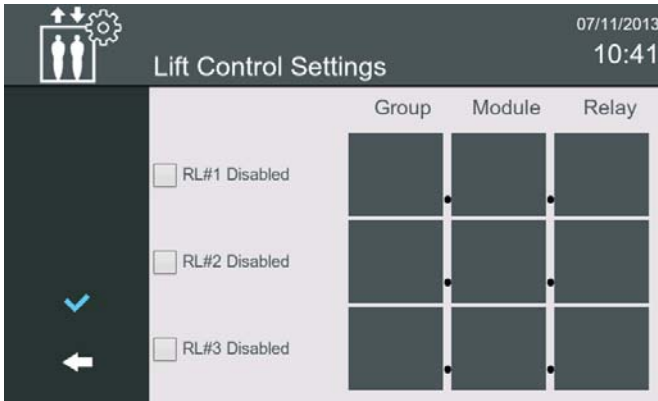 07/11/2013
10:41
Lift Control Settings
Group Module Relay
RL#1 Disabled
RL#2 Disabled
RL#3 Disabled